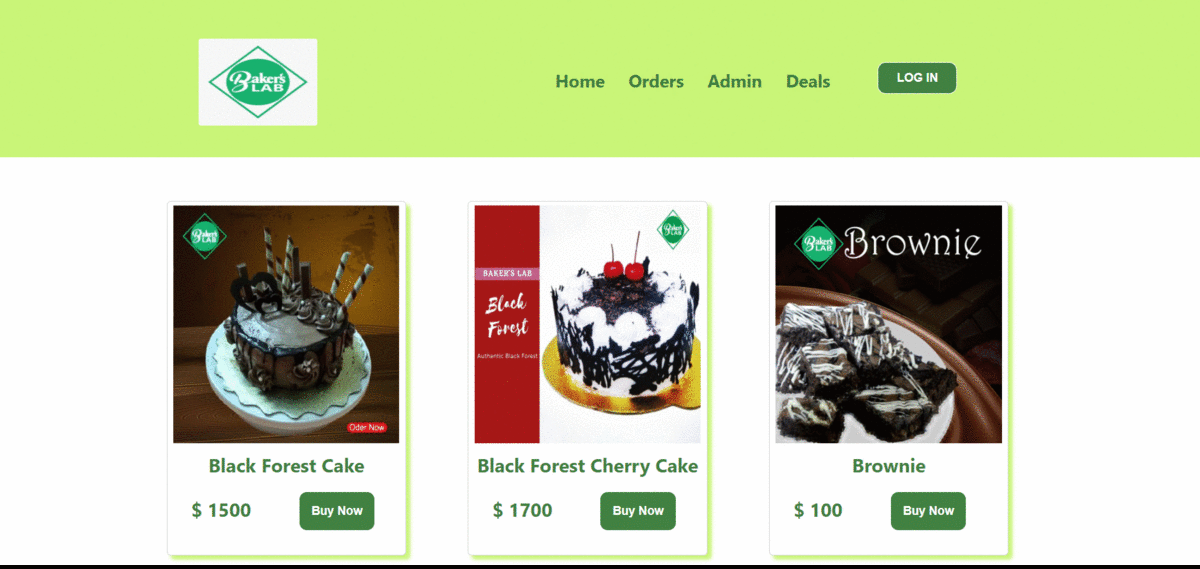 Baker's
LAB
Home Orders Admin Deals LOG IN
Baker's
LAB
Oder Now
Black Forest Cake
$ 1500 Buy Now
Baker's
LAB
BAKER'S LAB
Black
Forest
Authentic Black Forest
Black Forest Cherry Cake
$ 1700 Buy Now
Baker's
LAB
Brownie
Brownie
$ 100 Buy Now